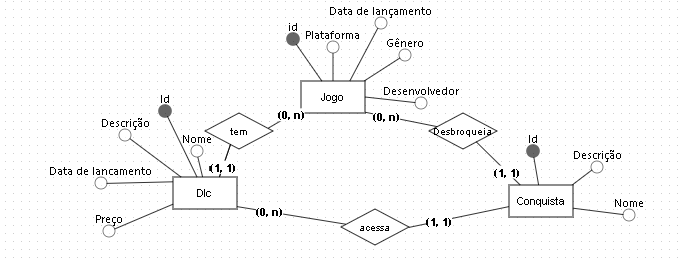 Data de lançamento
id
Plataforma
Gênero
Jogo
Desenvolvedor
Id
(0, n)
(0, n)
Descrição
tem
Desbroqueia
Nome
Id
Descrição
Data de lancamento
(1, 1)
(1, 1)
Dlc
Conquista
Nome
Preço
(0, n)
(1, 1)
acessa